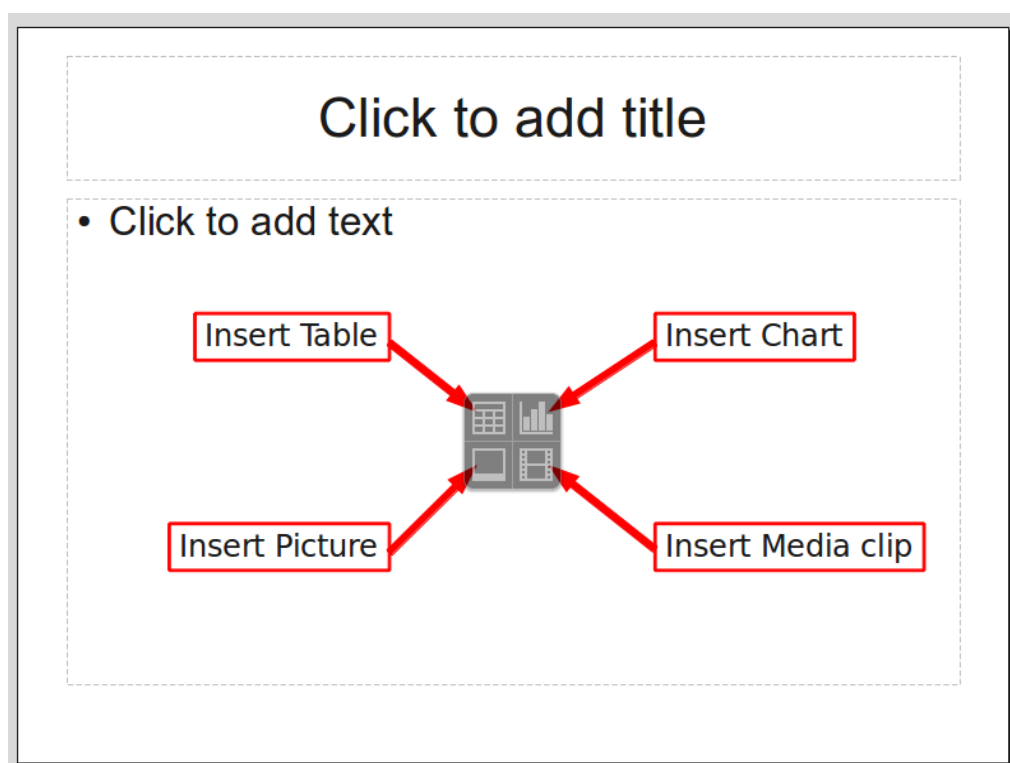 Click to add title
• Click to add text
Insert Table
Insert Chart
Insert Picture
Insert Media clip